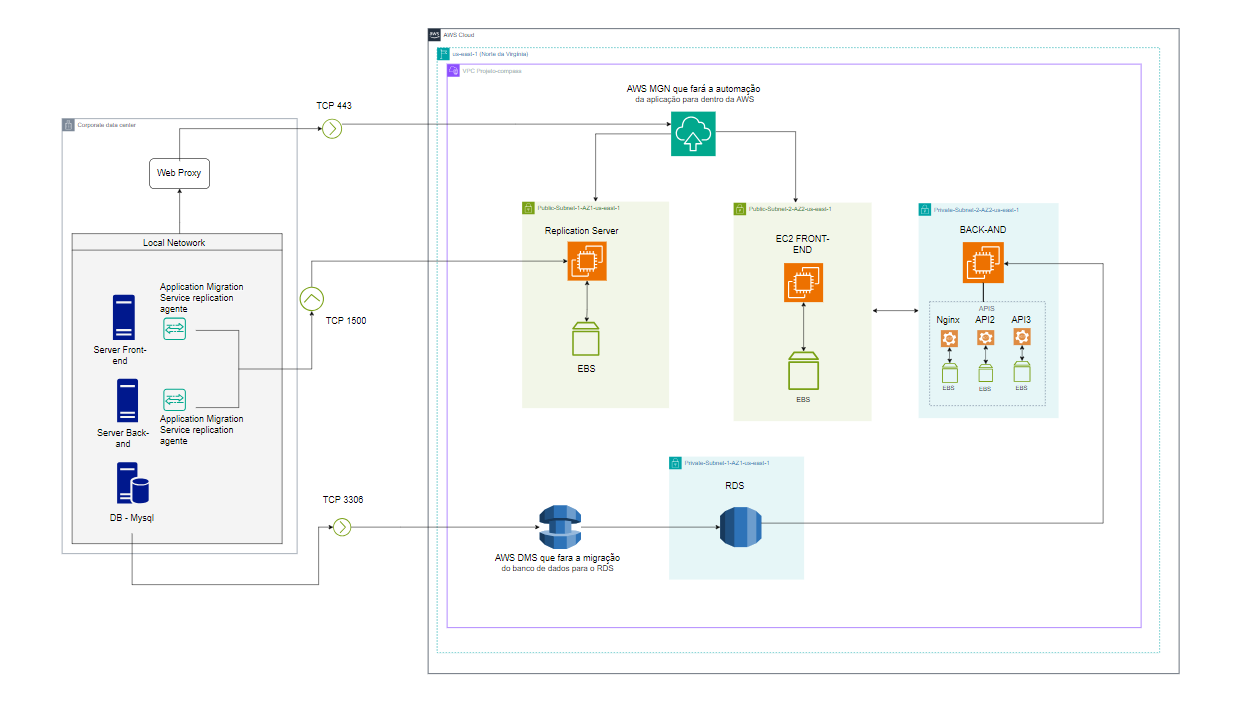 aws AWS Cloud
us-east-1 (Norte da Virgínia)
VPC Projeto-compass
AWS MGN que fará a automação
da aplicação para dentro da AWS
TCP 443
Corporate data center
Web Proxy
Local Netowork
Application Migration
Service replication
agente
Server Front-
end
Application Migration
Service replication
agente
Server Back-
and
DB - Mysql
TCP 1500
TCP 3306
Public-Subnet-1-AZ1-us-east-1
Replication Server
EBS
Public-Subnet-2-AZ2-us-east-1
EC2 FRONT-
END
EBS
Private-Subnet-2-AZ2-us-east-1
BACK-AND
APIS
Nginx API2 API3
EBS EBS EBS
Private-Subnet-1-AZ1-us-east-1
RDS
AWS DMS que fara a migração
do banco de dados para o RDS